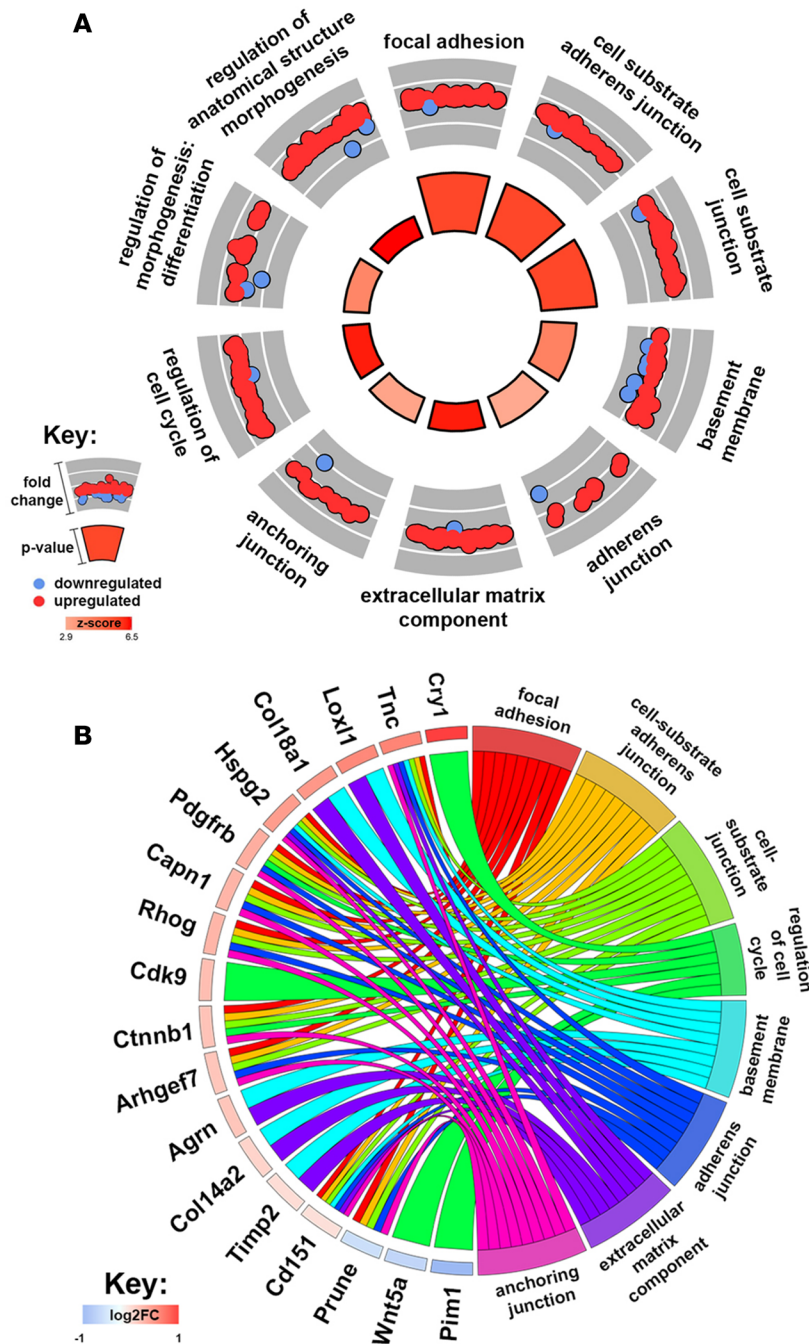 A
regulation of
anatomical structure
morphogenesis
focal adhesion
cell substrate
adherens junction
regulation of
morphogenesis:
differentiation
cell substrate
junction
regulation of
cell cycle
basement
membrane
anchoring
junction
extracellular matrix
component
adherens
junction
Key:
fold
change
p-value
downregulated
upregulated
z-score
2.9
6.5
B
Cry1
Tnc
Loxl1
Col18a1
Hspg2
Pdgfrb
Capn1
Rhog
Cdk9
Ctnnb1
Arhgef7
Agrn
Col14a2
Timp2
Cd151
Prune
Wnt5a
Pim1
focal
adhesion
cell-substrate
adherens
junction
cell-
substrate
junction
regulation
of cell
cycle
basement
membrane
adherens
junction
extracellular
matrix
component
anchoring
junction
Key:
log2FC
-1
1